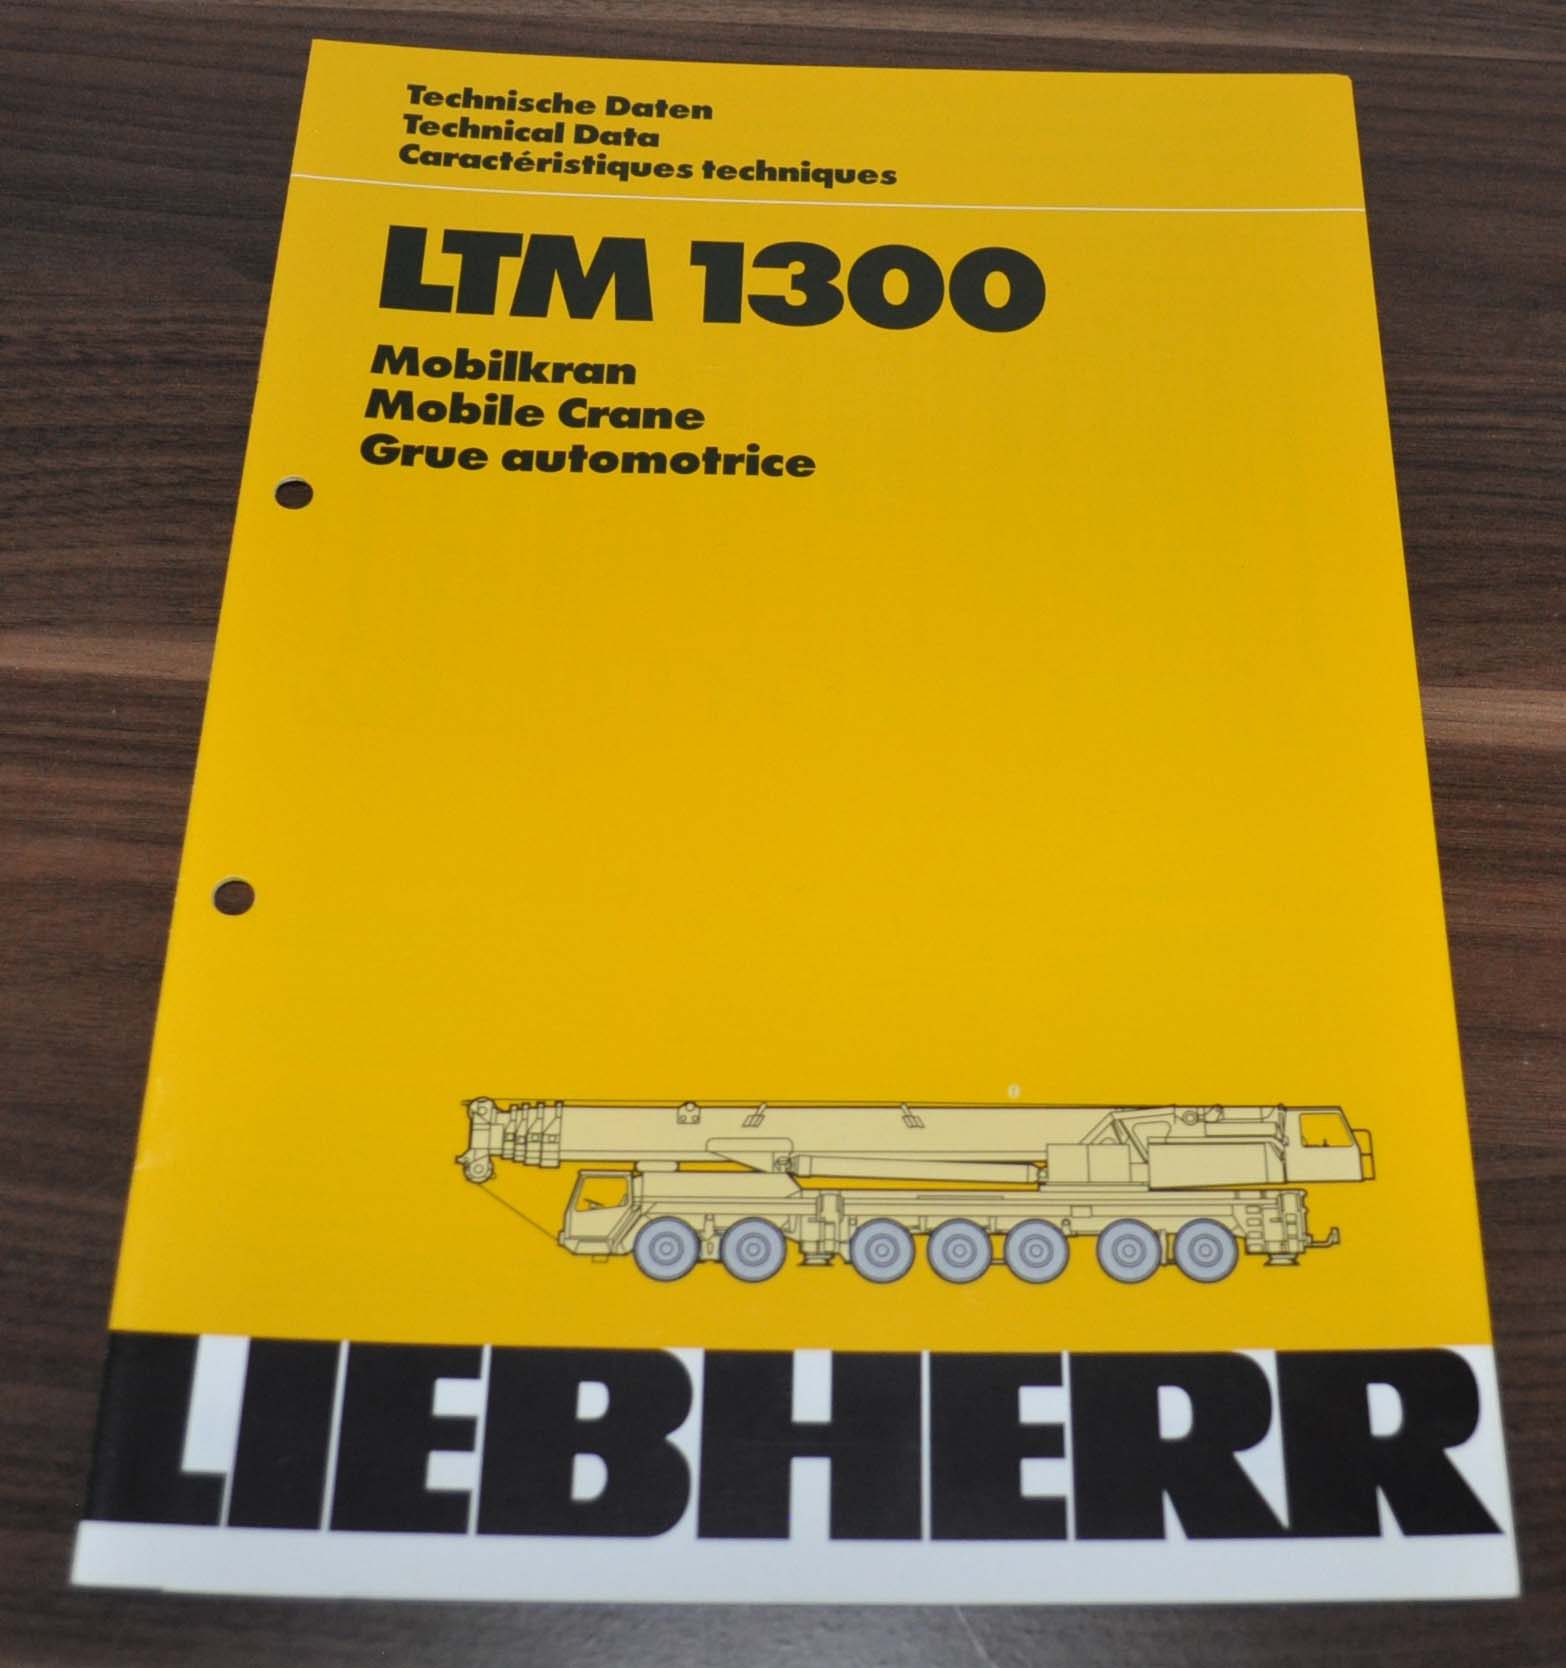 Technische Daten
Technical Data
Caractéristiques techniques
LTM 1300
Mobilkran
Mobile Crane
Grue automotrice
LIEBHERR